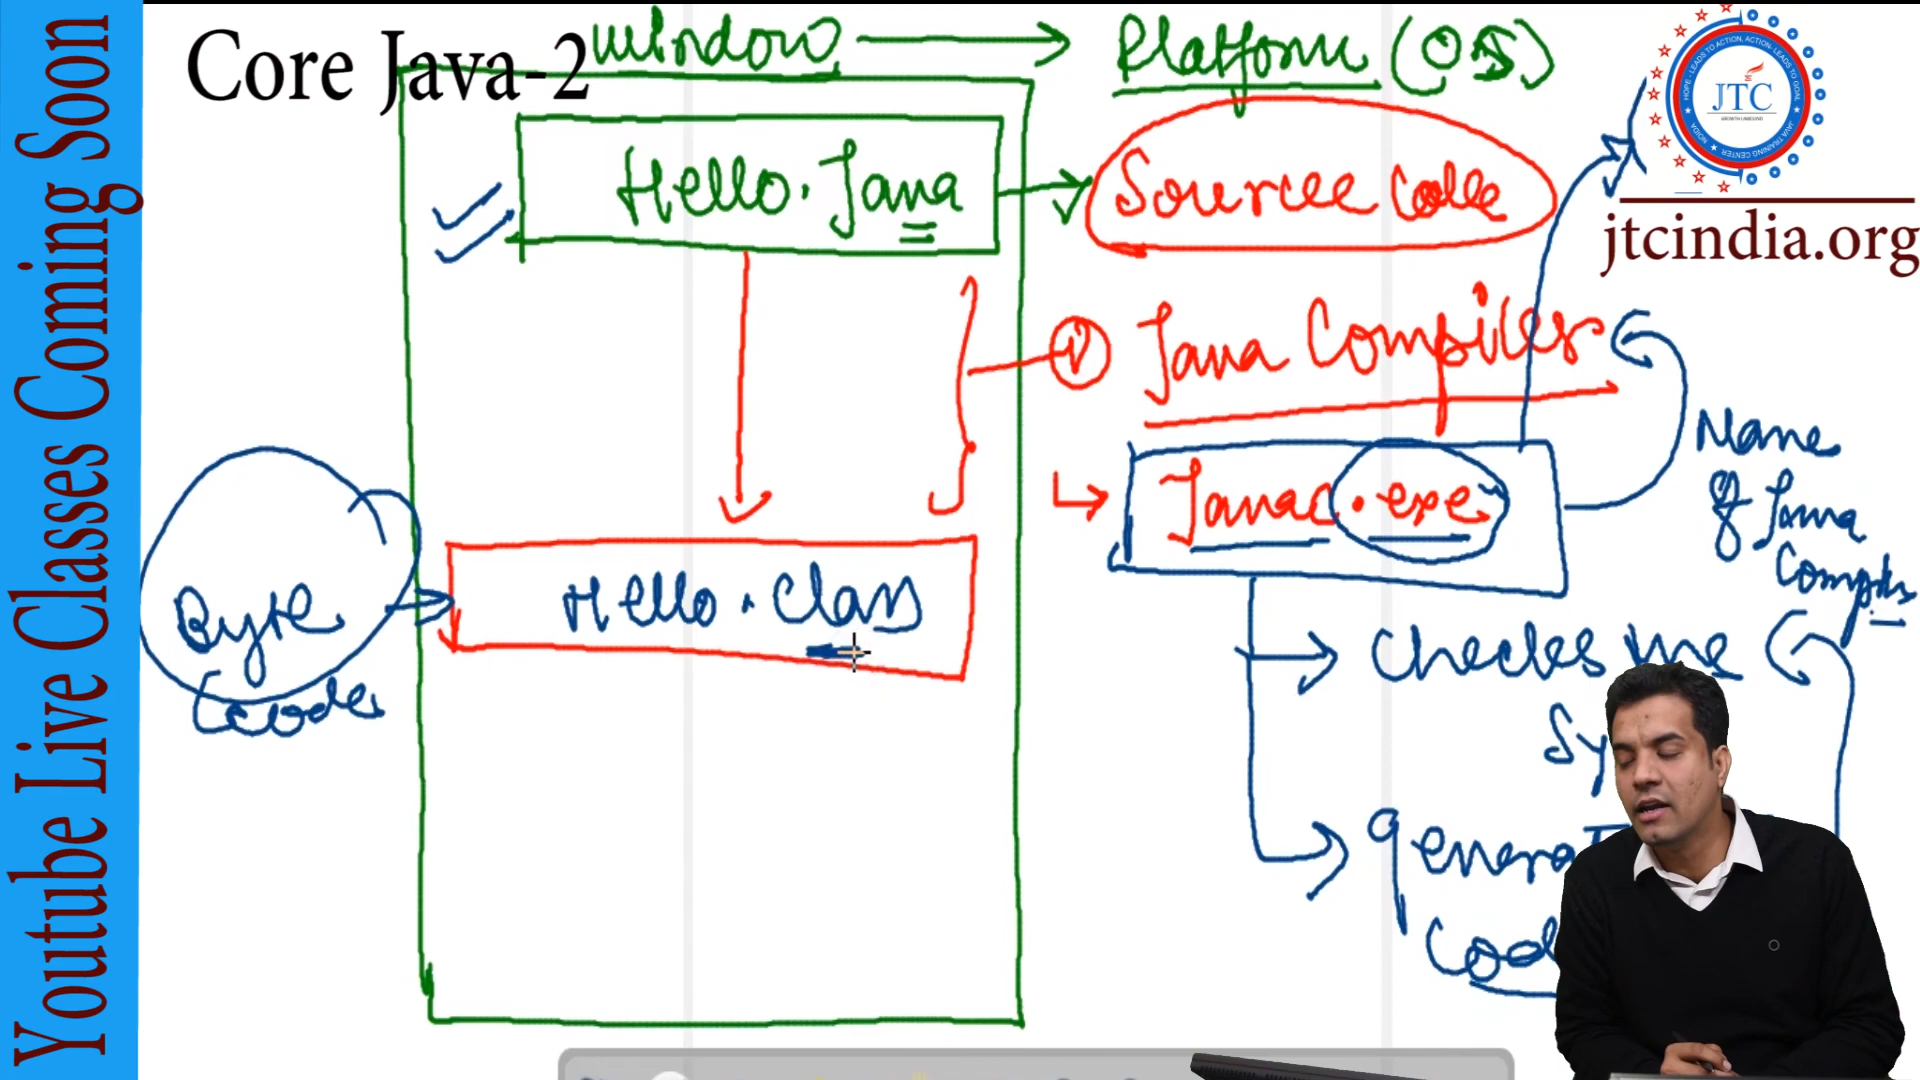 Youtube Live Classes Coming Soon
Core Java-2
window
Platform (OS)
Hello.Java
Source Code
JTC
jtcindia.org
Java Compiler
Javac.exe
Name
of Java
Compiler
Hello.Class
Byte
Code
checks the
Sy
genera
Cod